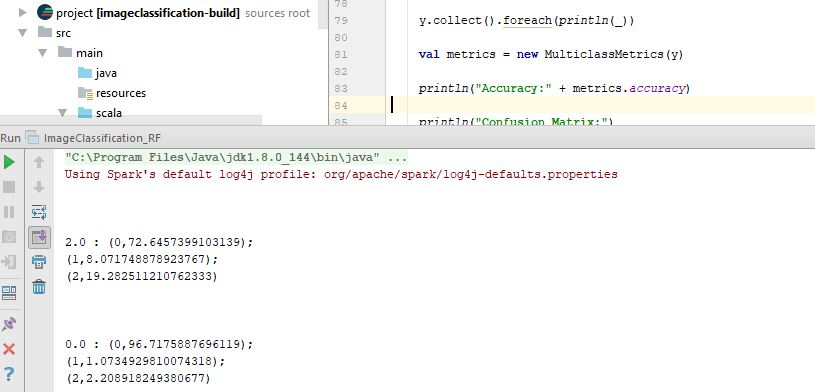 project [imageclassification-build] sources root
src
main
java
resources
scala
78
79 y.collect().foreach(println(_))
80
81 val metrics = new MulticlassMetrics(y)
82
83 println("Accuracy:" + metrics.accuracy)
84
85 println("Confusion Matrix:")
Run ImageClassification_RF
"C:\Program Files\Java\jdk1.8.0_144\bin\java" ...
Using Spark's default log4j profile: org/apache/spark/log4j-defaults.properties
2.0 : (0,72.6457399103139);
(1,8.071748878923767);
(2,19.282511210762333)
0.0 : (0,96.7175887696119);
(1,1.0734929810074318);
(2,2.208918249380677)